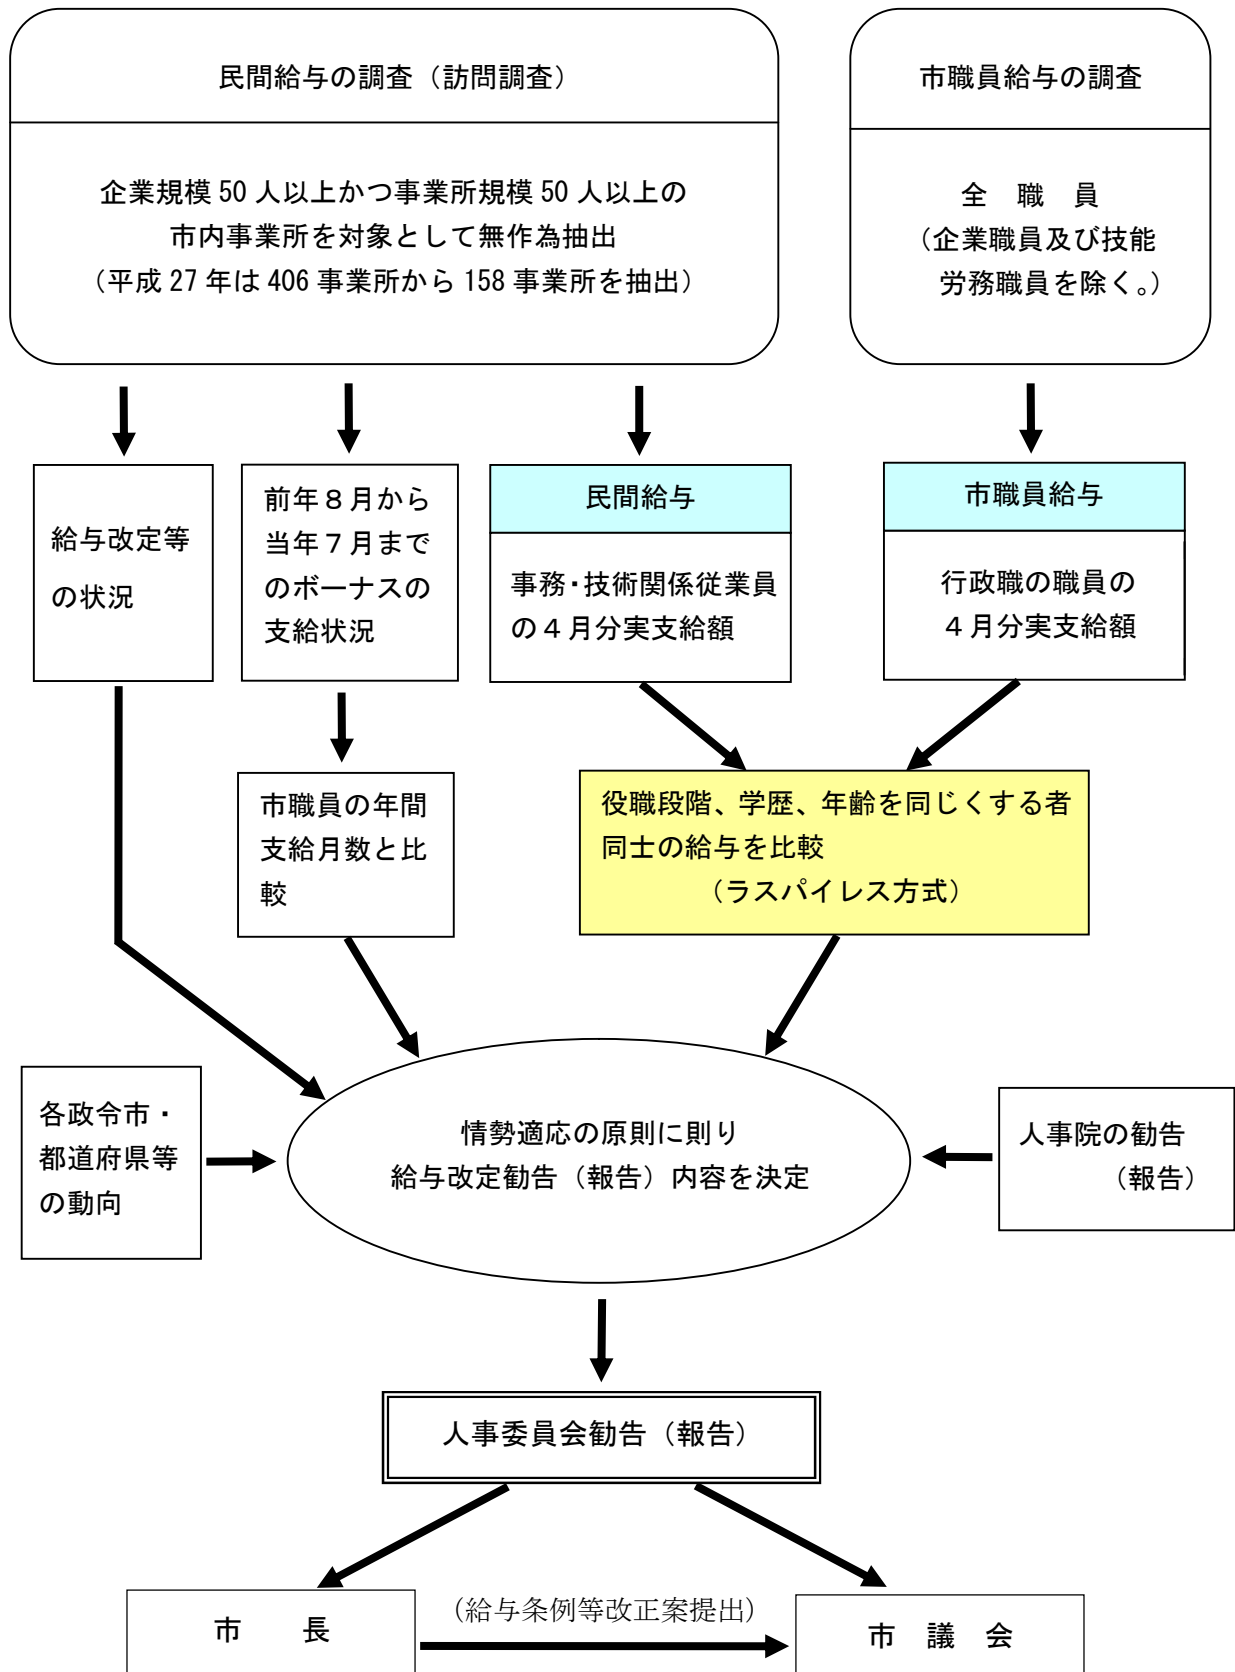 民間給与の調査（訪問調査）
企業規模 50 人以上かつ事業所規模 50 人以上の
市内事業所を対象として無作為抽出
（平成 27 年は 406 事業所から 158 事業所を抽出）
市職員給与の調査
全　職　員
（企業職員及び技能
労務職員を除く。）
給与改定等
の状況
前年８月から
当年７月まで
のボーナスの
支給状況
民間給与
事務・技術関係従業員
の４月分実支給額
市職員給与
行政職の職員の
４月分実支給額
市職員の年間
支給月数と比
較
役職段階、学歴、年齢を同じくする者
同士の給与を比較
（ラスパイレス方式）
各政令市・
都道府県等
の動向
情勢適応の原則に則り
給与改定勧告（報告）内容を決定
人事院の勧告
（報告）
人事委員会勧告（報告）
市　　長
（給与条例等改正案提出）
市　議　会